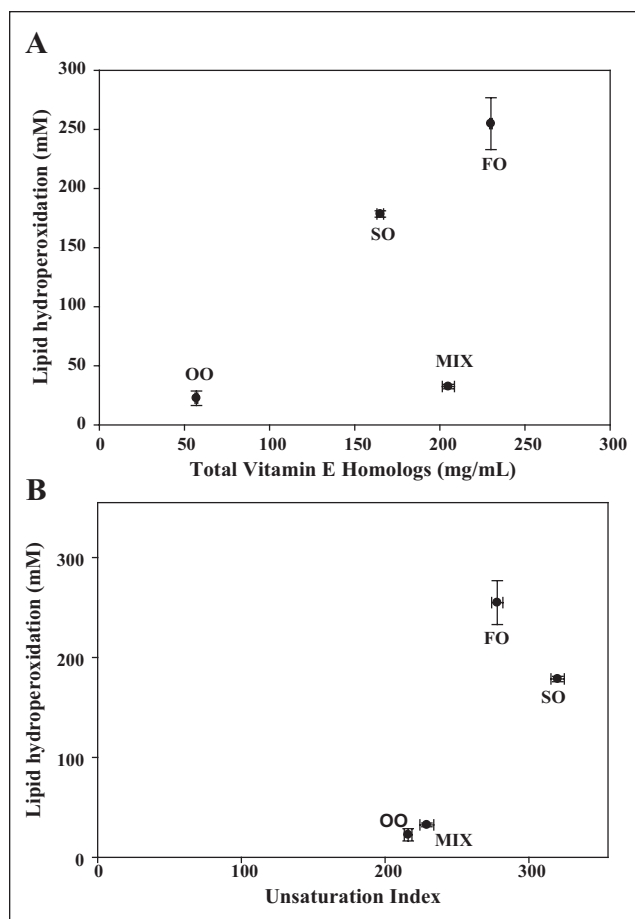 A
Lipid hydroperoxidation (mM)
300
250
200
150
100
50
0
FO
SO
MIX
OO
0 50 100 150 200 250 300
Total Vitamin E Homologs (mg/mL)
B
Lipid hydroperoxidation (mM)
300
200
100
0
FO
SO
OO
MIX
0 100 200 300
Unsaturation Index